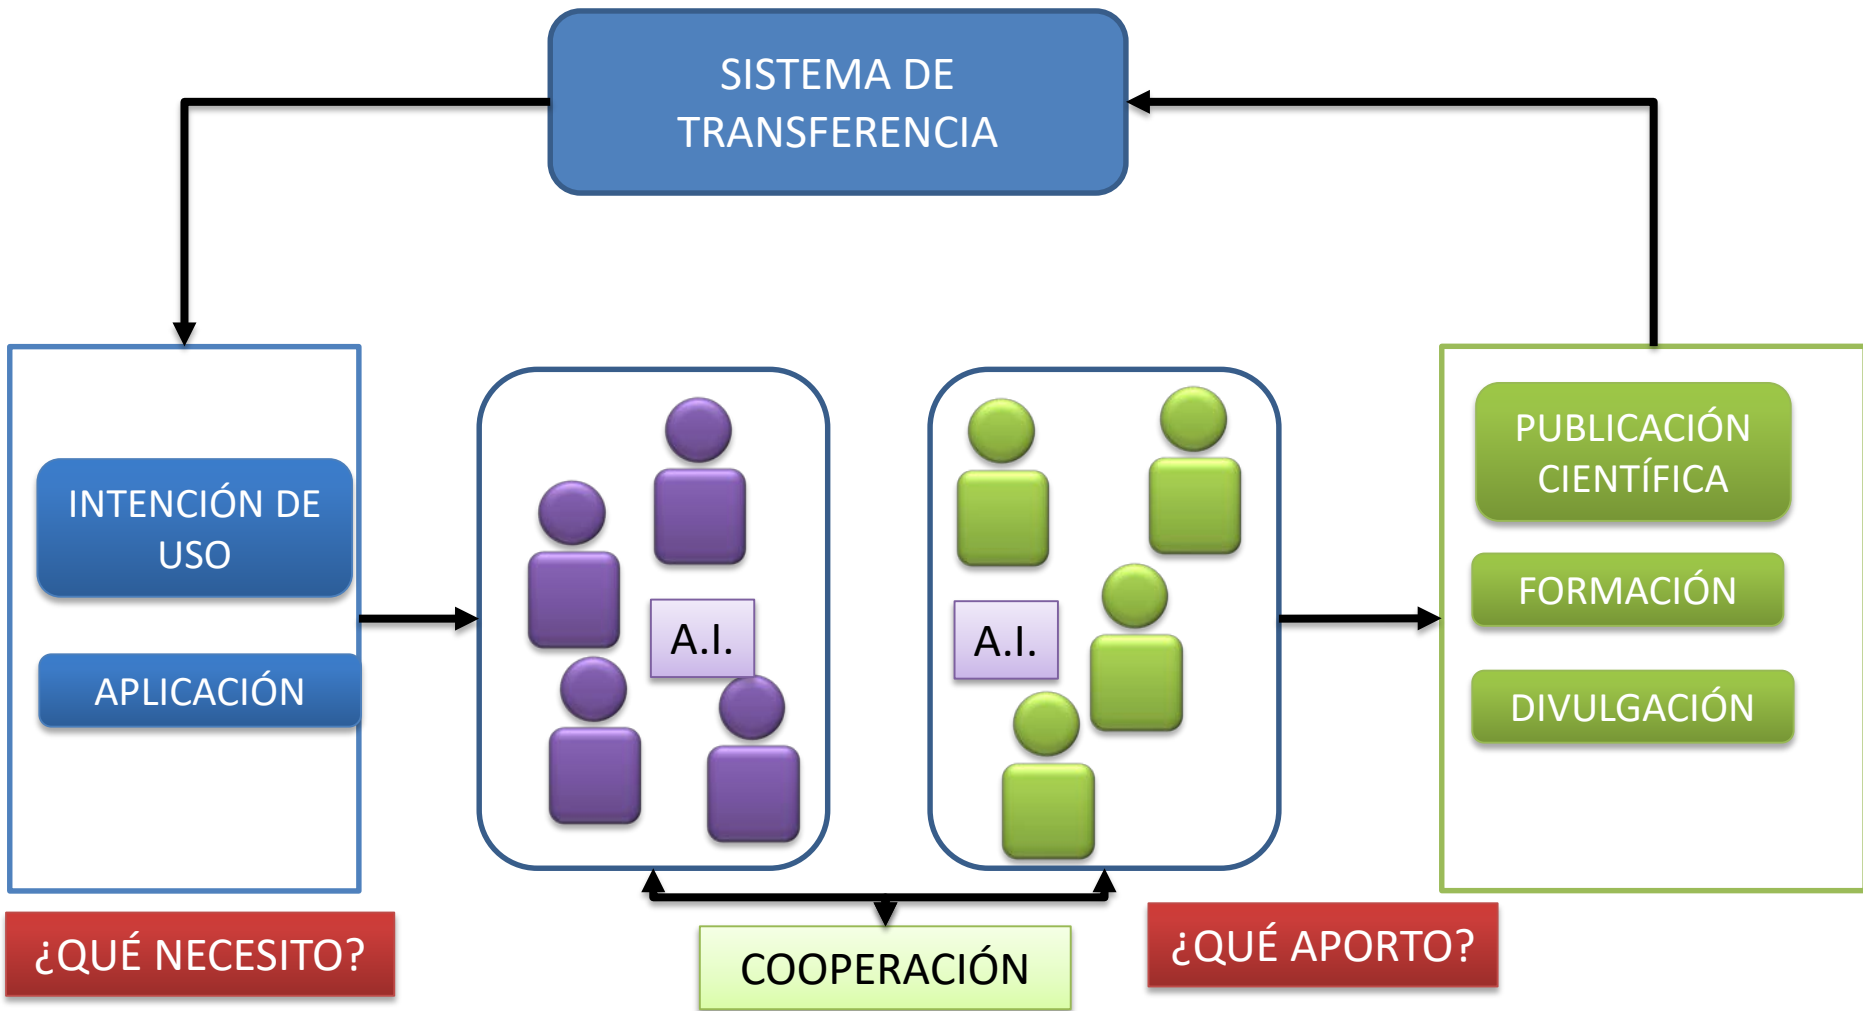 SISTEMA DE
TRANSFERENCIA
INTENCIÓN DE
USO
APLICACIÓN
A.I.
A.I.
PUBLICACIÓN
CIENTÍFICA
FORMACIÓN
DIVULGACIÓN
¿QUÉ NECESITO?
COOPERACIÓN
¿QUÉ APORTO?